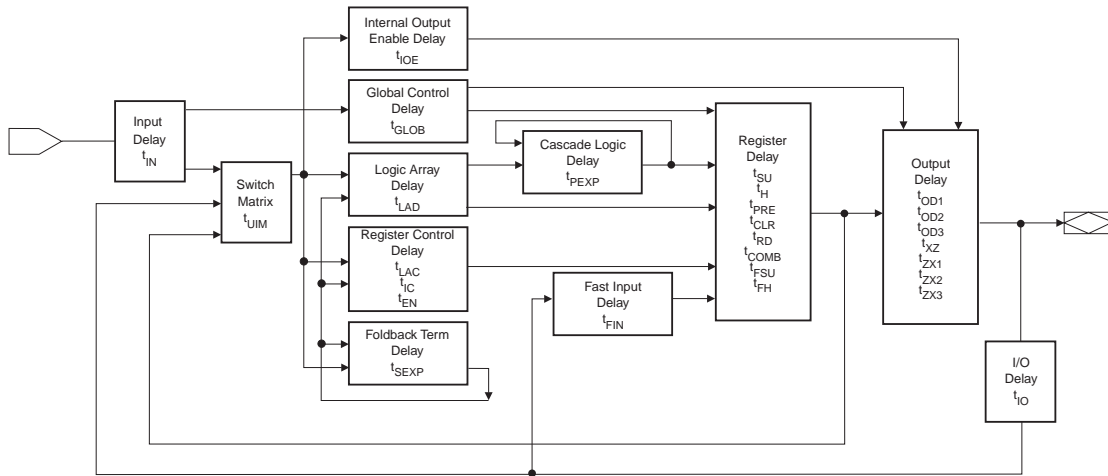 Internal Output
Enable Delay
tIOE
Global Control
Delay
tGLOB
Input
Delay
tIN
Switch
Matrix
tUIM
Logic Array
Delay
tLAD
Cascade Logic
Delay
tPEXP
Register Control
Delay
tLAC
tIC
tEN
Fast Input
Delay
tFIN
Foldback Term
Delay
tSEXP
Register
Delay
tSU
tH
tPRE
tCLR
tRD
tCOMB
tFSU
tFH
Output
Delay
tOD1
tOD2
tOD3
tXZ
tZX1
tZX2
tZX3
I/O
Delay
tIO